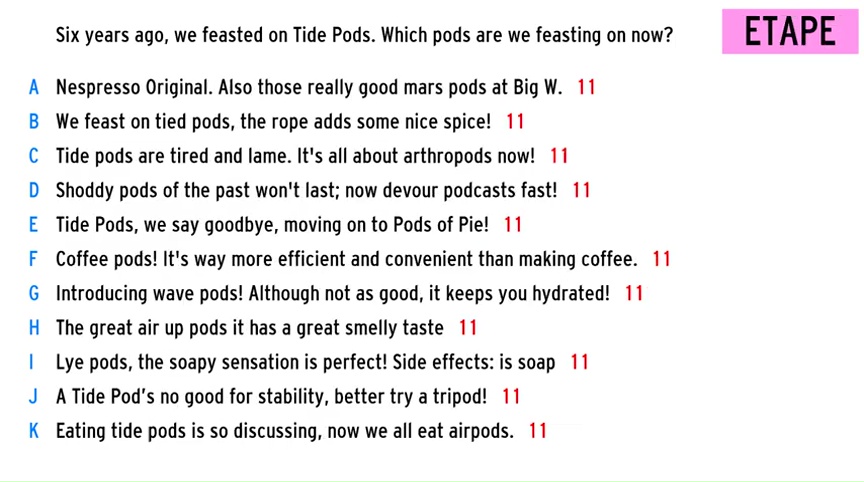 Six years ago, we feasted on Tide Pods. Which pods are we feasting on now?
ETAPE
A Nespresso Original. Also those really good mars pods at Big W. 11
B We feast on tied pods, the rope adds some nice spice! 11
C Tide pods are tired and lame. It's all about arthropods now! 11
D Shoddy pods of the past won't last; now devour podcasts fast! 11
E Tide Pods, we say goodbye, moving on to Pods of Pie! 11
F Coffee pods! It's way more efficient and convenient than making coffee. 11
G Introducing wave pods! Although not as good, it keeps you hydrated! 11
H The great air up pods it has a great smelly taste 11
I Lye pods, the soapy sensation is perfect! Side effects: is soap 11
J A Tide Pod's no good for stability, better try a tripod! 11
K Eating tide pods is so discussing, now we all eat airpods. 11